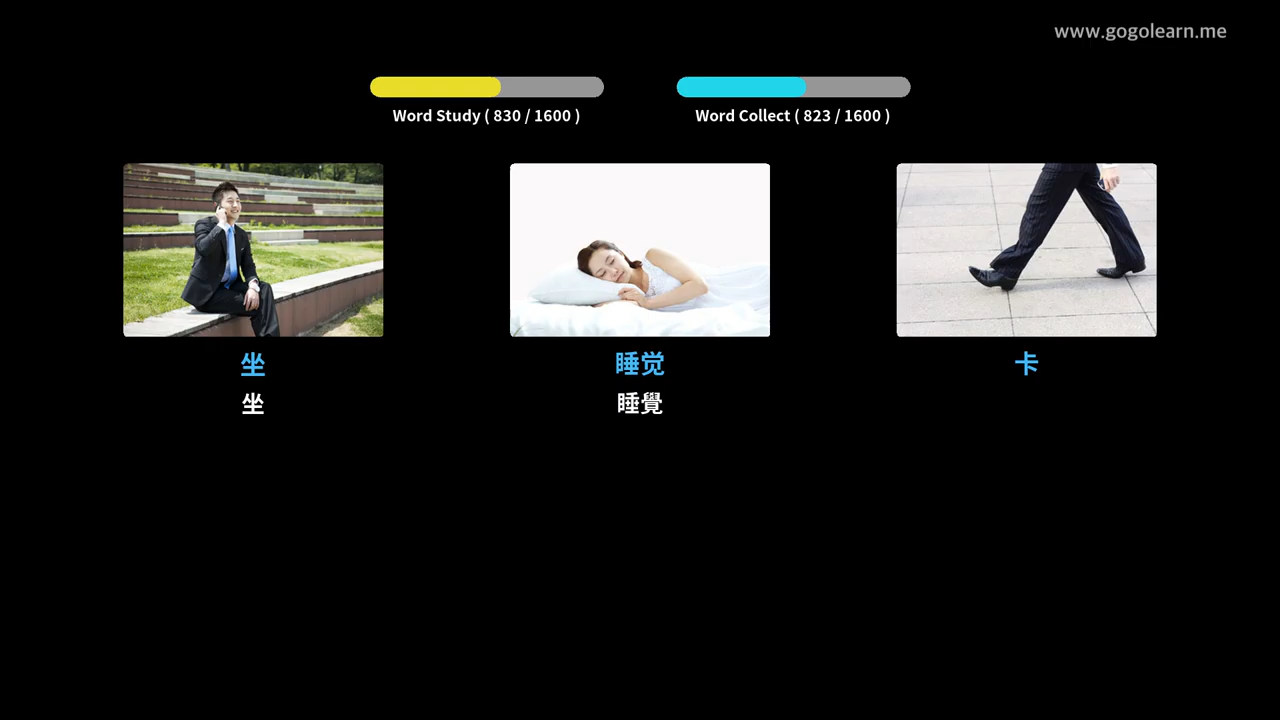 www.gogolearn.me
Word Study ( 830 / 1600 )
Word Collect ( 823 / 1600 )
坐
坐
睡觉
睡覺
卡